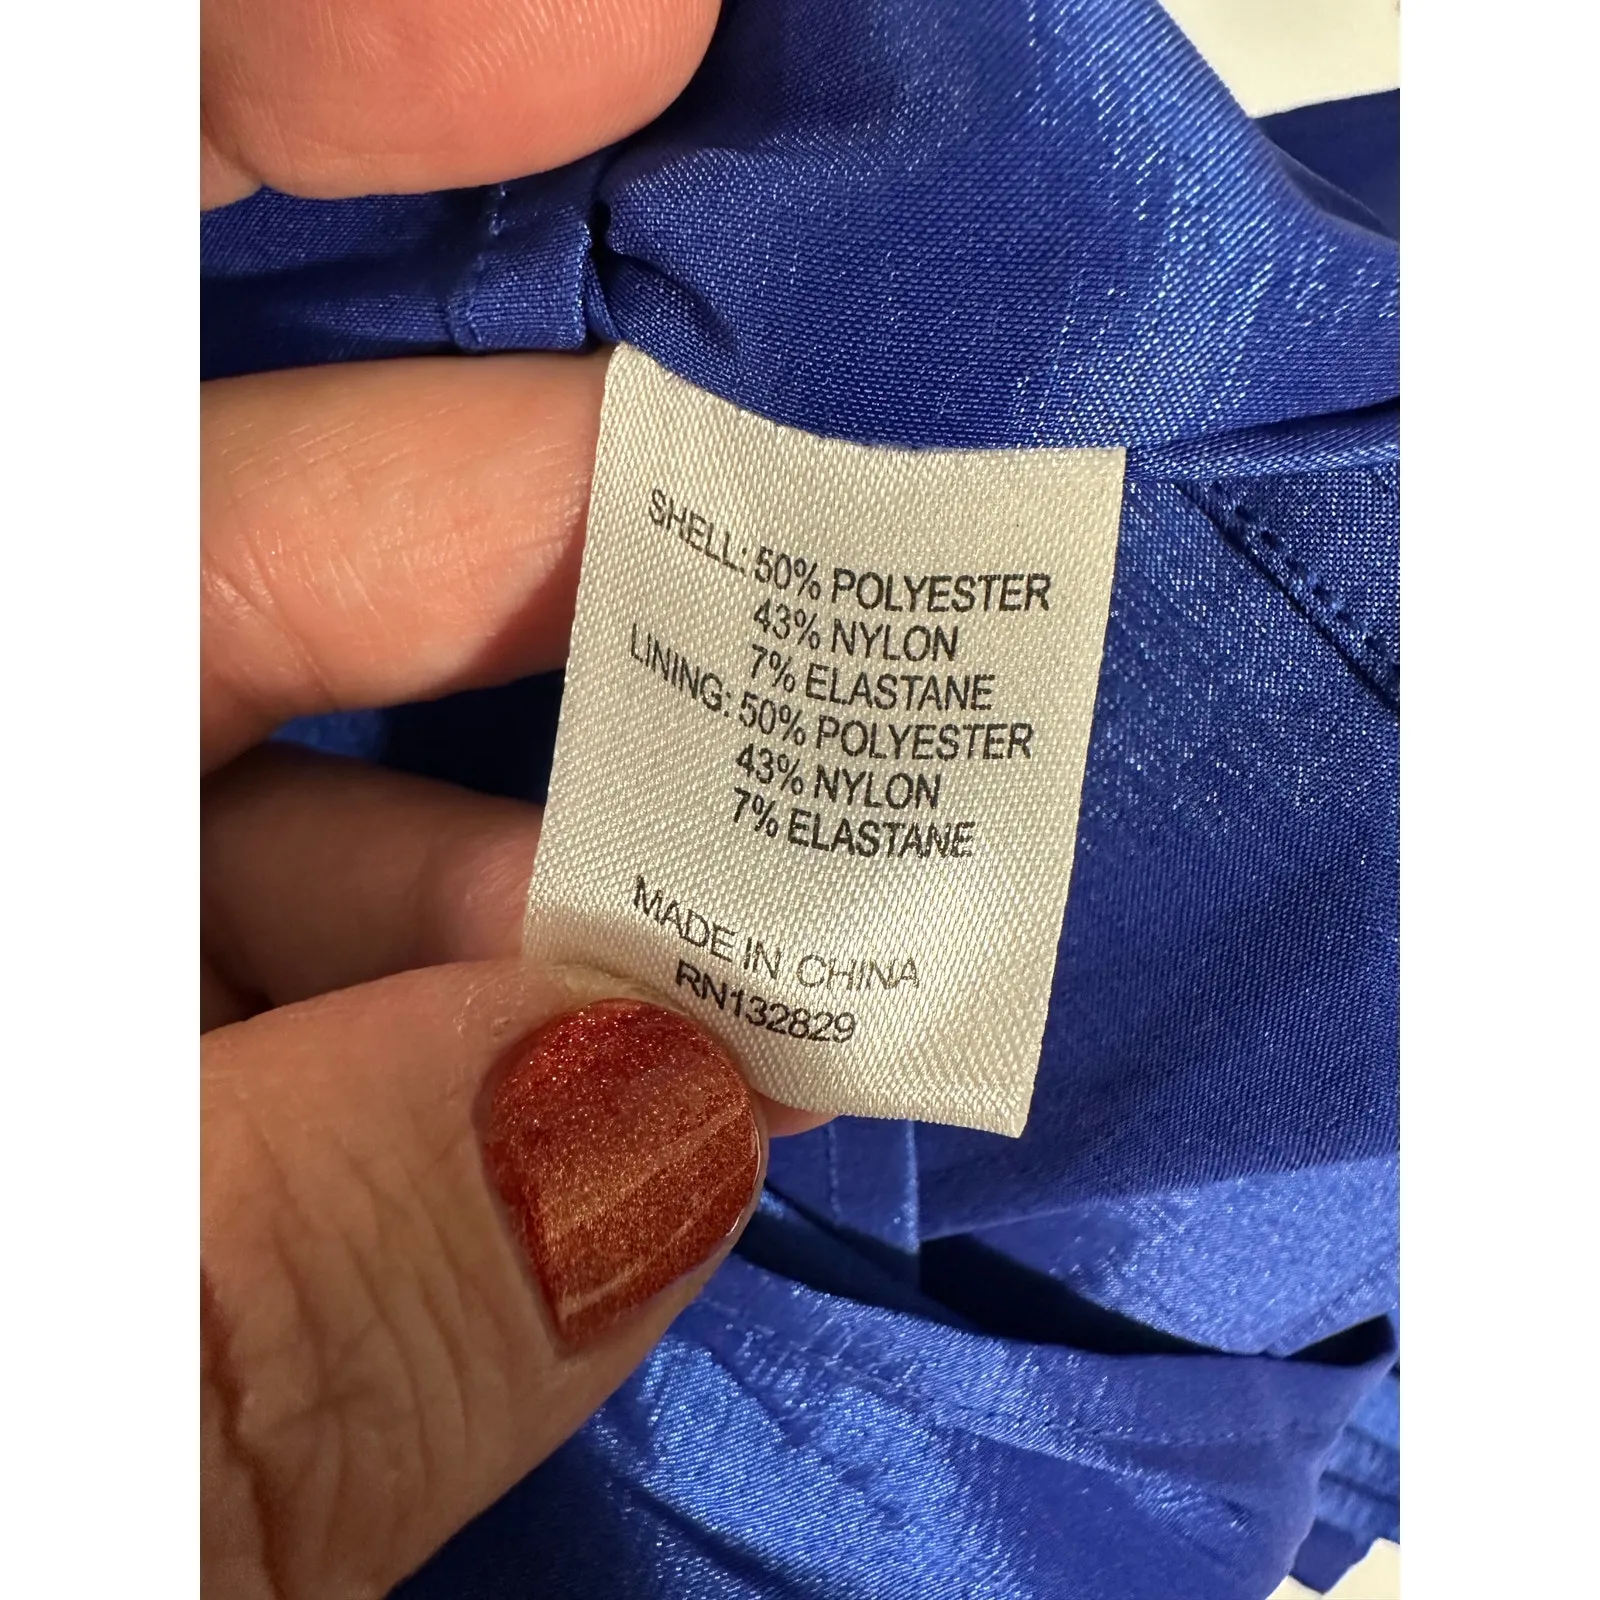 SHELL: 50% POLYESTER
43% NYLON
7% ELASTANE
LINING: 50% POLYESTER
43% NYLON
7% ELASTANE
MADE IN CHINA
RN132829